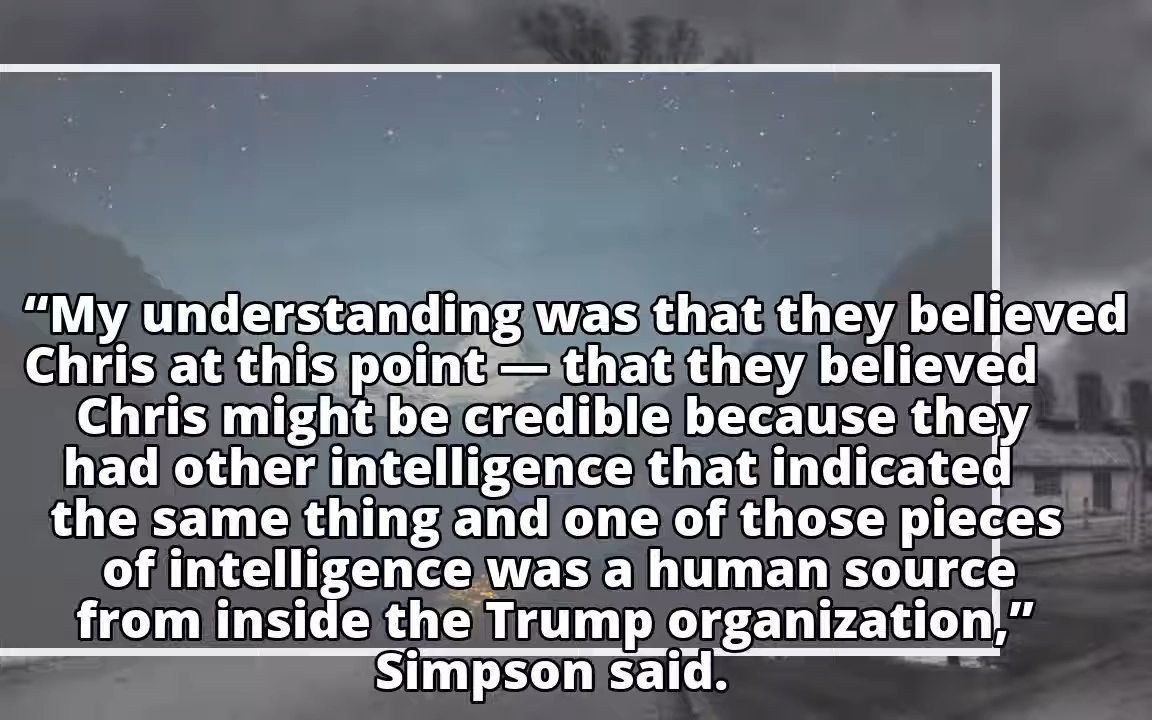 “My understanding was that they believed
Chris at this point — that they believed
Chris might be credible because they
had other intelligence that indicated
the same thing and one of those pieces
of intelligence was a human source
from inside the Trump organization,”
Simpson said.